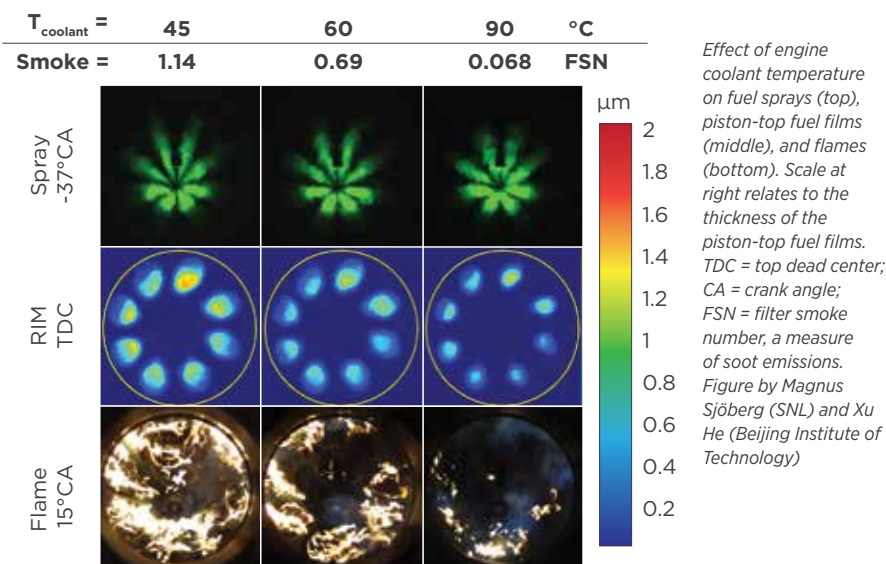 T coolant = 45 60 90 °C
Smoke = 1.14 0.69 0.068 FSN
Spray
-37°CA
RIM
TDC
Flame
15°CA
μm
2
1.8
1.6
1.4
1.2
1
0.8
0.6
0.4
0.2
Effect of engine
coolant temperature
on fuel sprays (top),
piston-top fuel films
(middle), and flames
(bottom). Scale at
right relates to the
thickness of the
piston-top fuel films.
TDC = top dead center;
CA = crank angle;
FSN = filter smoke
number, a measure
of soot emissions.
Figure by Magnus
Sjöberg (SNL) and Xu
He (Beijing Institute of
Technology)